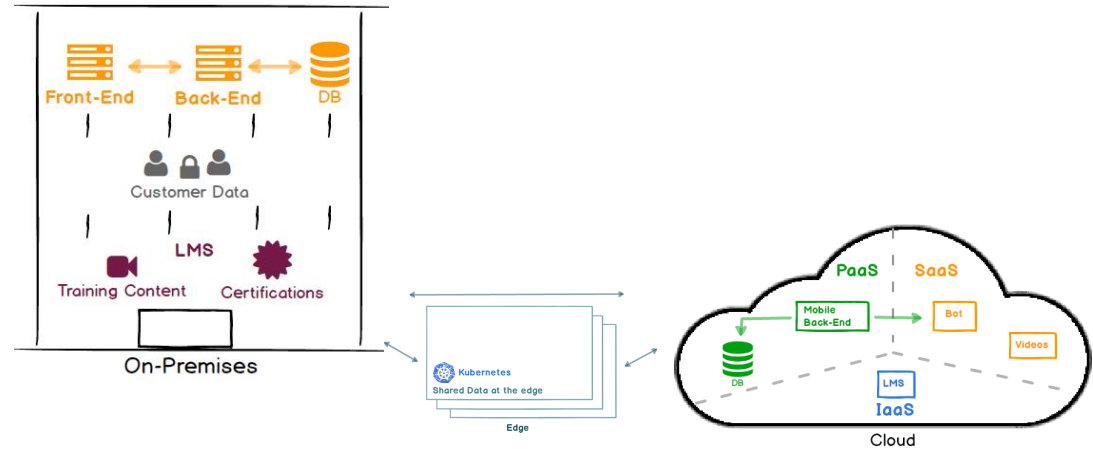 Front-End
Back-End
DB
Customer Data
LMS
Training Content
Certifications
On-Premises
Kubernetes
Shared Data at the edge
Edge
PaaS
SaaS
Mobile
Back-End
Bot
Videos
DB
LMS
IaaS
Cloud